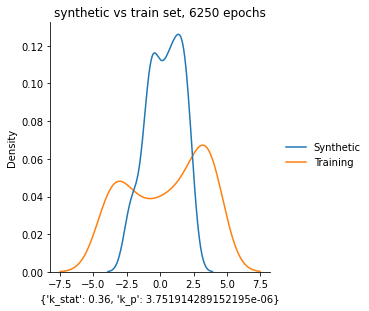 synthetic vs train set, 6250 epochs
Density
0.12
0.10
0.08
0.06
0.04
0.02
0.00
−7.5 −5.0 −2.5 0.0 2.5 5.0 7.5
{'k_stat': 0.36, 'k_p': 3.751914289152195e-06}
Synthetic
Training